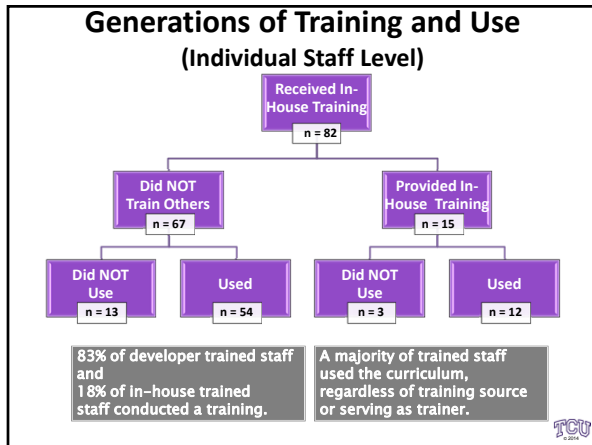 Generations of Training and Use
(Individual Staff Level)
Received In-
House Training
n = 82
Did NOT
Train Others
n = 67
Provided In-
House Training
n = 15
Did NOT
Use
n = 13
Used
n = 54
Did NOT
Use
n = 3
Used
n = 12
83% of developer trained staff
and
18% of in-house trained
staff conducted a training.
A majority of trained staff
used the curriculum,
regardless of training source
or serving as trainer.
TCU
© 2014